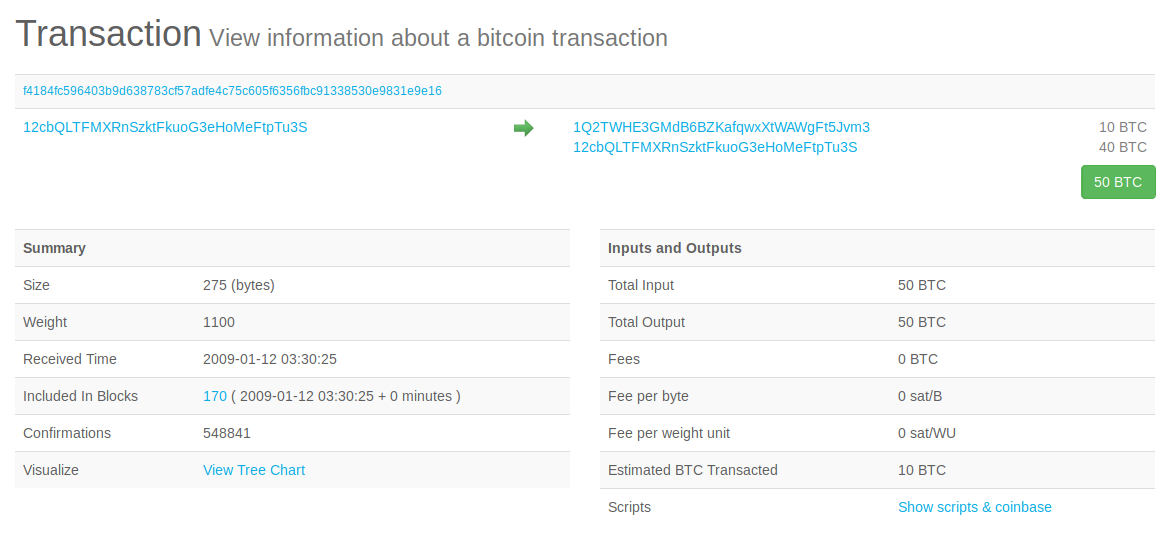 Transaction View information about a bitcoin transaction
f4184fc596403b9d638783cf57adfe4c75c605f6356fbc91338530e9831e9e16
12cbQLTFMXRnSzktFkuoG3eHoMeFtpTu3S
1Q2TWHE3GMdB6BZKafqwxXtWAWgFt5Jvm3 10 BTC
12cbQLTFMXRnSzktFkuoG3eHoMeFtpTu3S 40 BTC
50 BTC
Summary
Size 275 (bytes)
Weight 1100
Received Time 2009-01-12 03:30:25
Included In Blocks 170 ( 2009-01-12 03:30:25 + 0 minutes )
Confirmations 548841
Visualize View Tree Chart
Inputs and Outputs
Total Input 50 BTC
Total Output 50 BTC
Fees 0 BTC
Fee per byte 0 sat/B
Fee per weight unit 0 sat/WU
Estimated BTC Transacted 10 BTC
Scripts Show scripts & coinbase